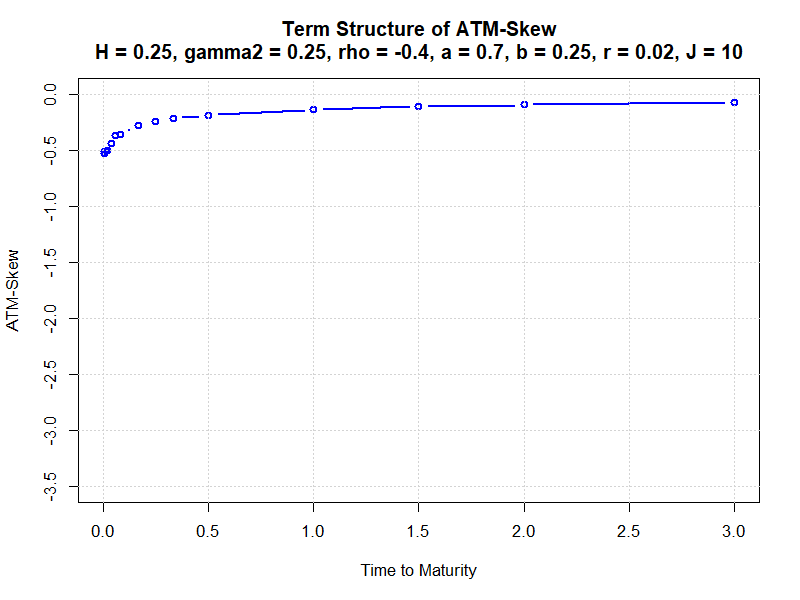 Term Structure of ATM-Skew
H = 0.25, gamma2 = 0.25, rho = -0.4, a = 0.7, b = 0.25, r = 0.02, J = 10
ATM-Skew
0.0
-0.5
-1.0
-1.5
-2.0
-2.5
-3.0
-3.5
0.0 0.5 1.0 1.5 2.0 2.5 3.0
Time to Maturity